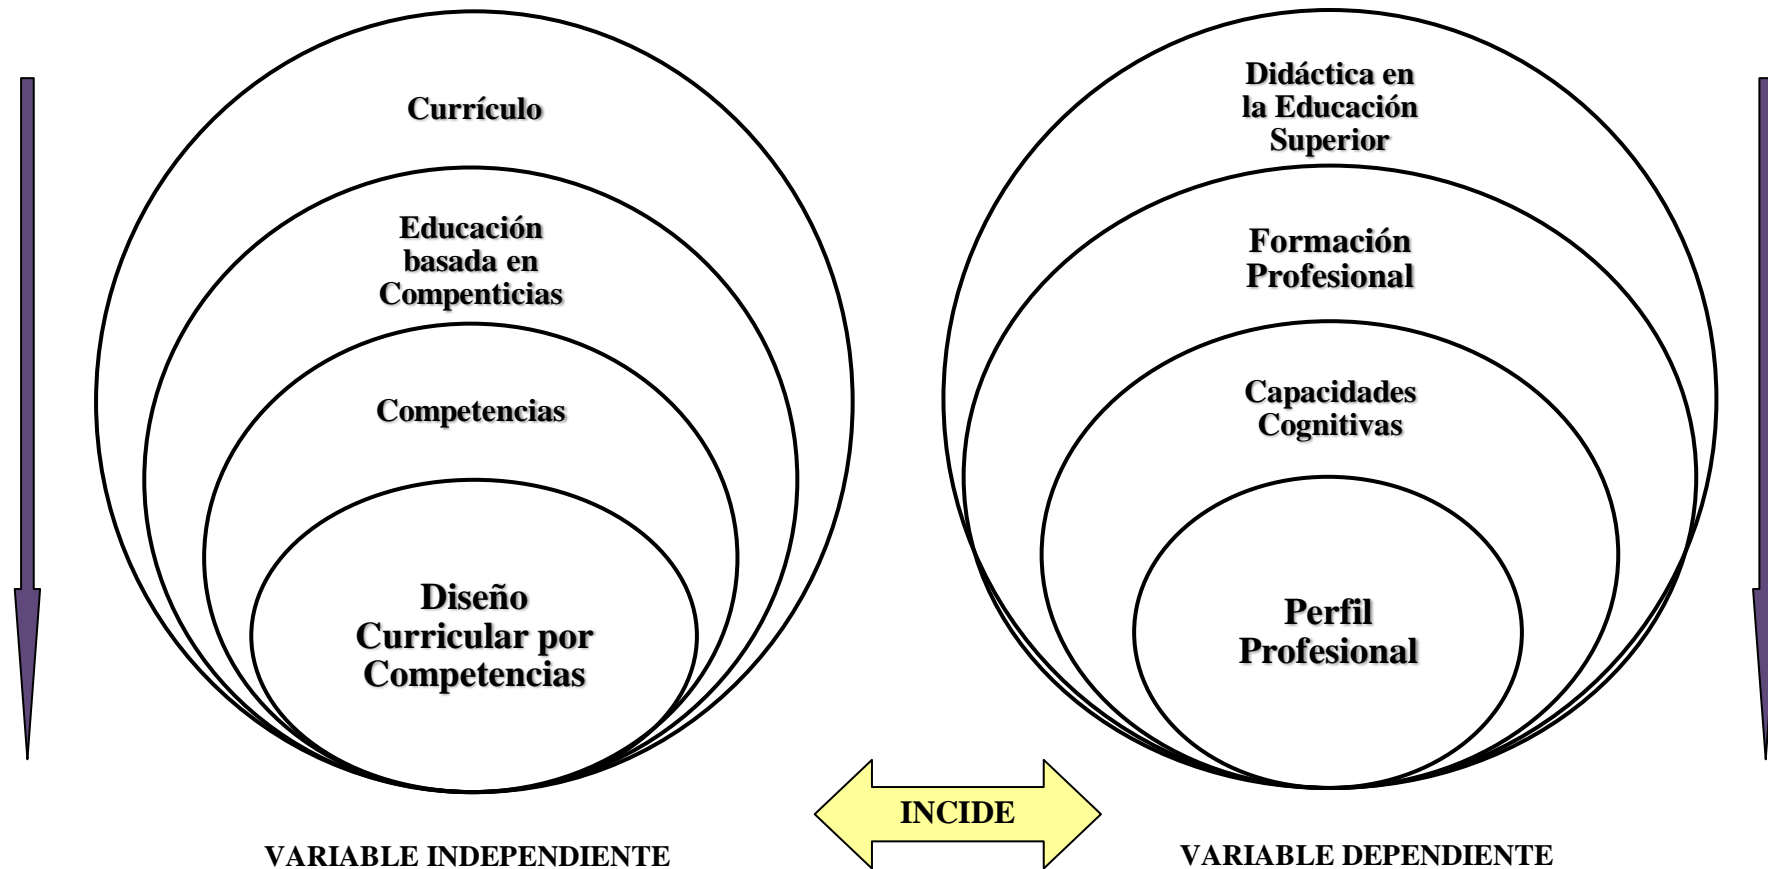 Currículo
Educación
basada en
Compenticias
Competencias
Diseño
Curricular por
Competencias
VARIABLE INDEPENDIENTE
INCIDE
Didáctica en
la Educación
Superior
Formación
Profesional
Capacidades
Cognitivas
Perfil
Profesional
VARIABLE DEPENDIENTE